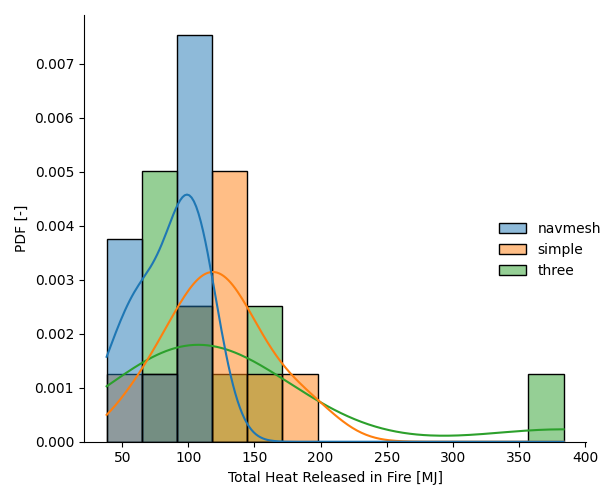 0.007
0.006
0.005
0.004
0.003
0.002
0.001
0.000
PDF [-]
50 100 150 200 250 300 350 400
Total Heat Released in Fire [MJ]
navmesh
simple
three